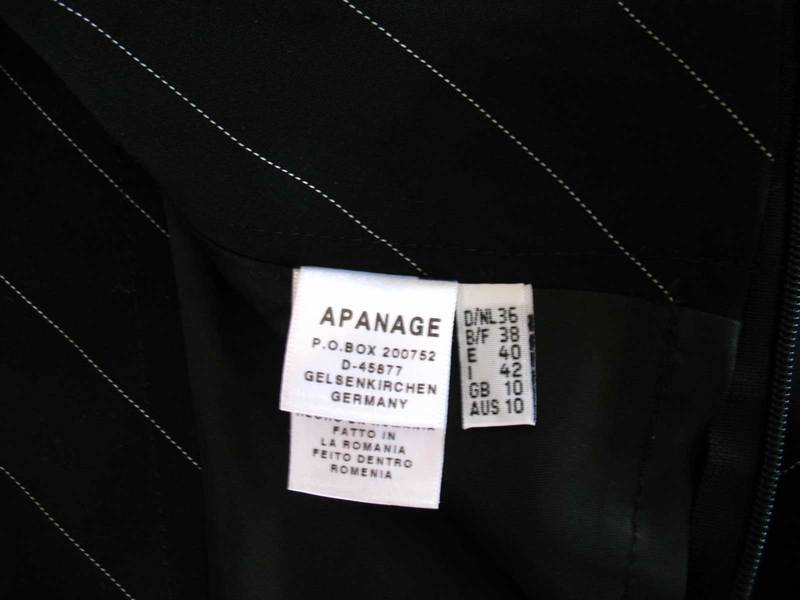 APANAGE
P.O.BOX 200752
D-45877
GELSENKIRCHEN
GERMANY
FATTO IN
LA ROMANIA
FEITO DENTRO
ROMENIA
D/NL 36
B/F 38
E 40
I 42
GB 10
AUS 10